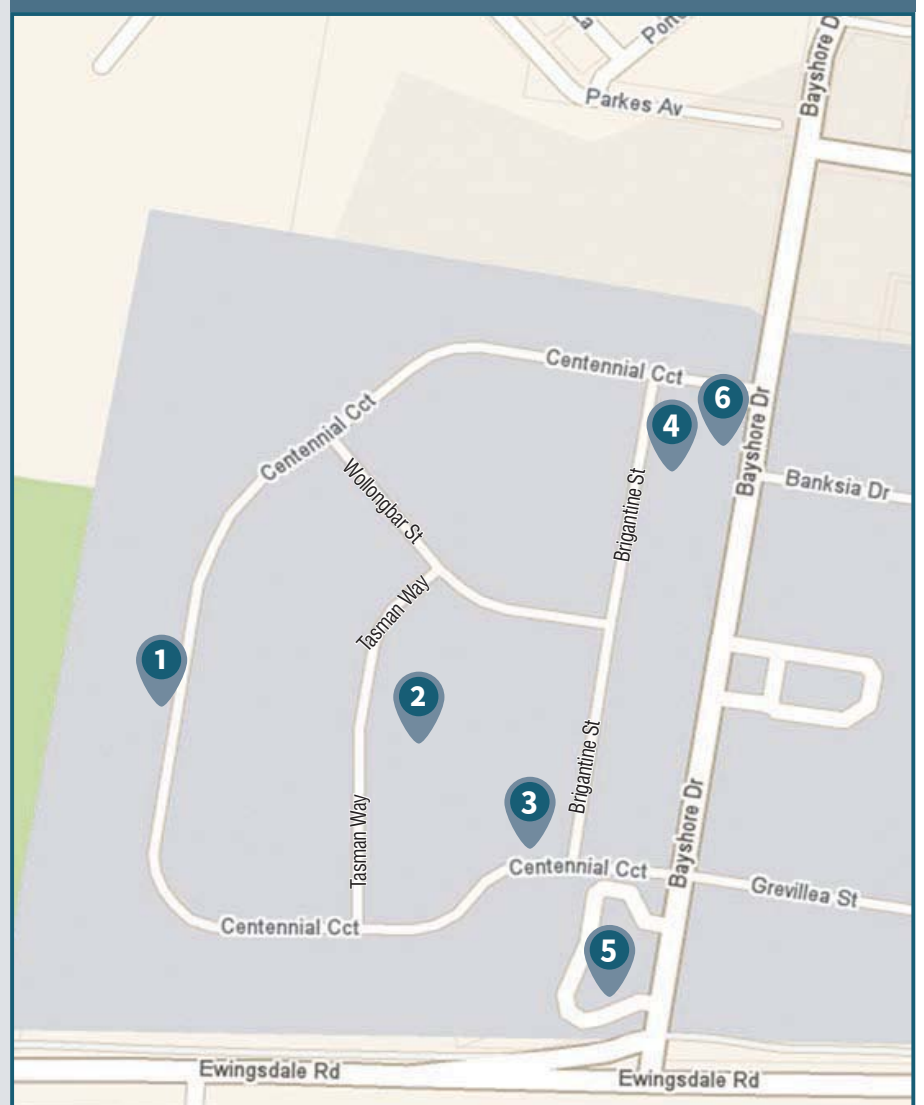 La
Pon
Bayshore D
Parkes Av
Centennial Cct
6
4
Centennial Cct
Bayshore Dr
Wollongbar St
Banksia Dr
Brigantine St
Tasman Way
1
2
Brigantine St
3
Bayshore Dr
Tasman Way
Centennial Cct
Grevillea St
Centennial Cct
5
Ewingsdale Rd
Ewingsdale Rd